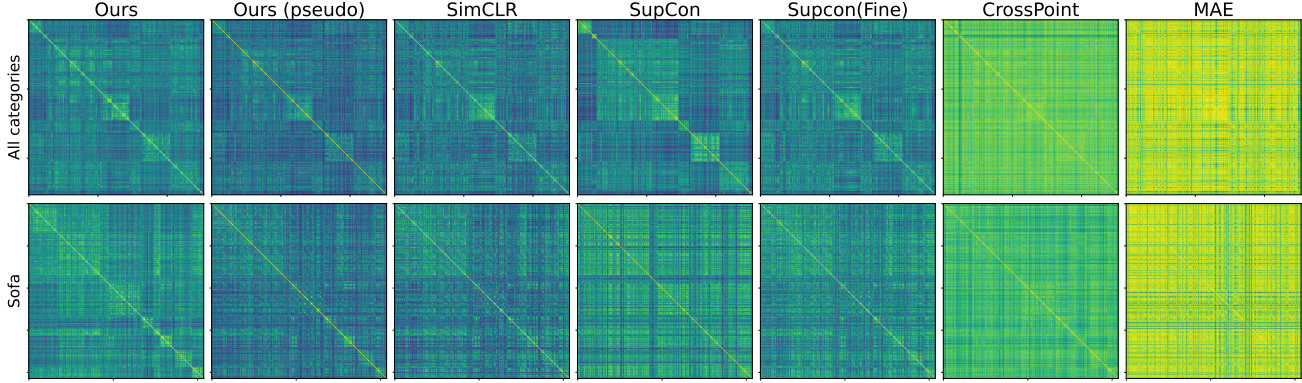 Ours
Ours (pseudo)
SimCLR
SupCon
Supcon(Fine)
CrossPoint
MAE
All categories
Sofa